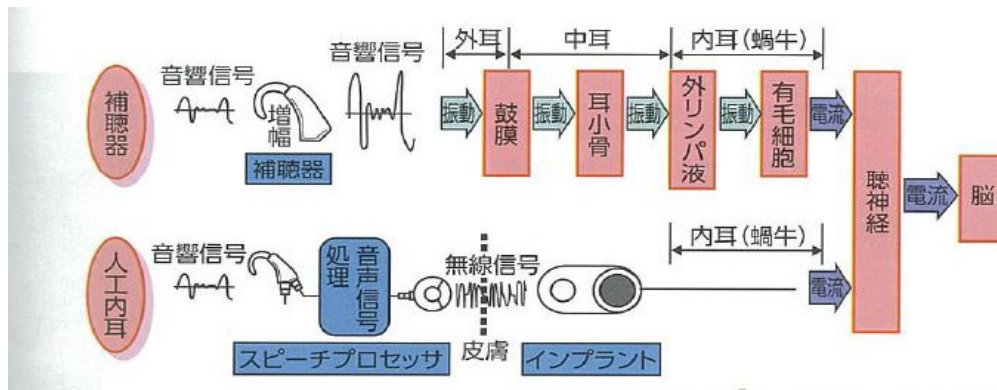 補聴器
音響信号
増幅
補聴器
音響信号
外耳
中耳
内耳(蝸牛)
振動
鼓膜
振動
耳小骨
振動
外リンパ液
振動
有毛細胞
電流
聴神経
電流
脳
人工内耳
音響信号
音声信号
処理
スピーチプロセッサ
無線信号
皮膚
インプラント
内耳(蝸牛)
電流